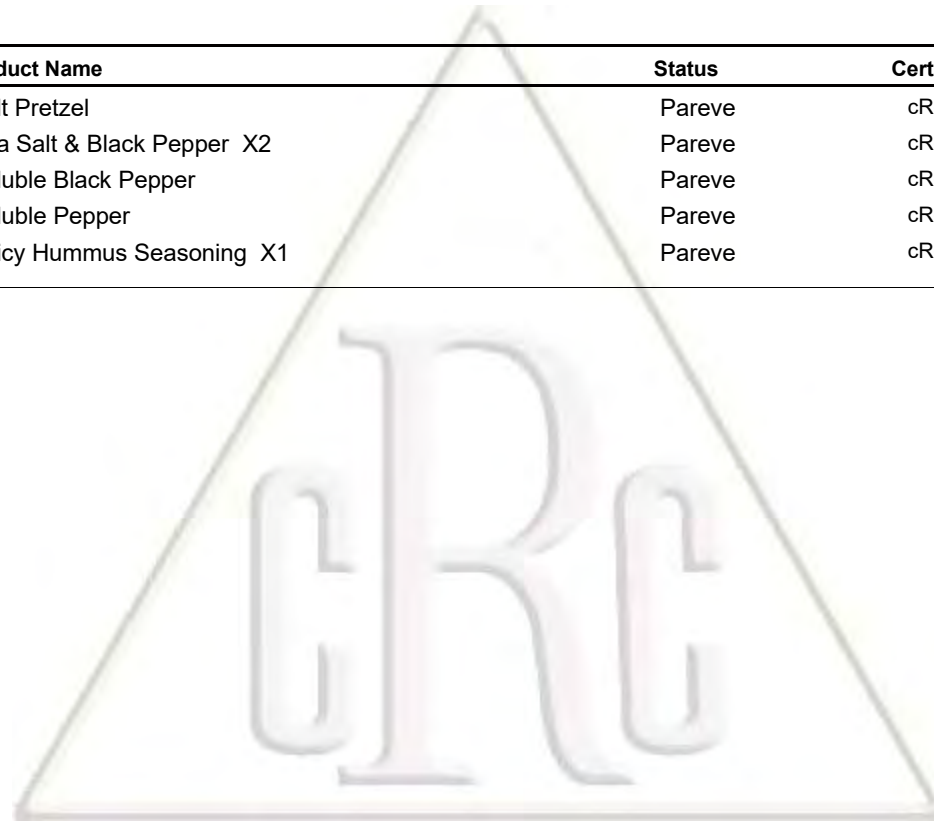 duct Name Status Cert
t Pretzel Pareve cR
a Salt & Black Pepper X2 Pareve cR
uble Black Pepper Pareve cR
uble Pepper Pareve cR
icy Hummus Seasoning X1 Pareve cR
cRc